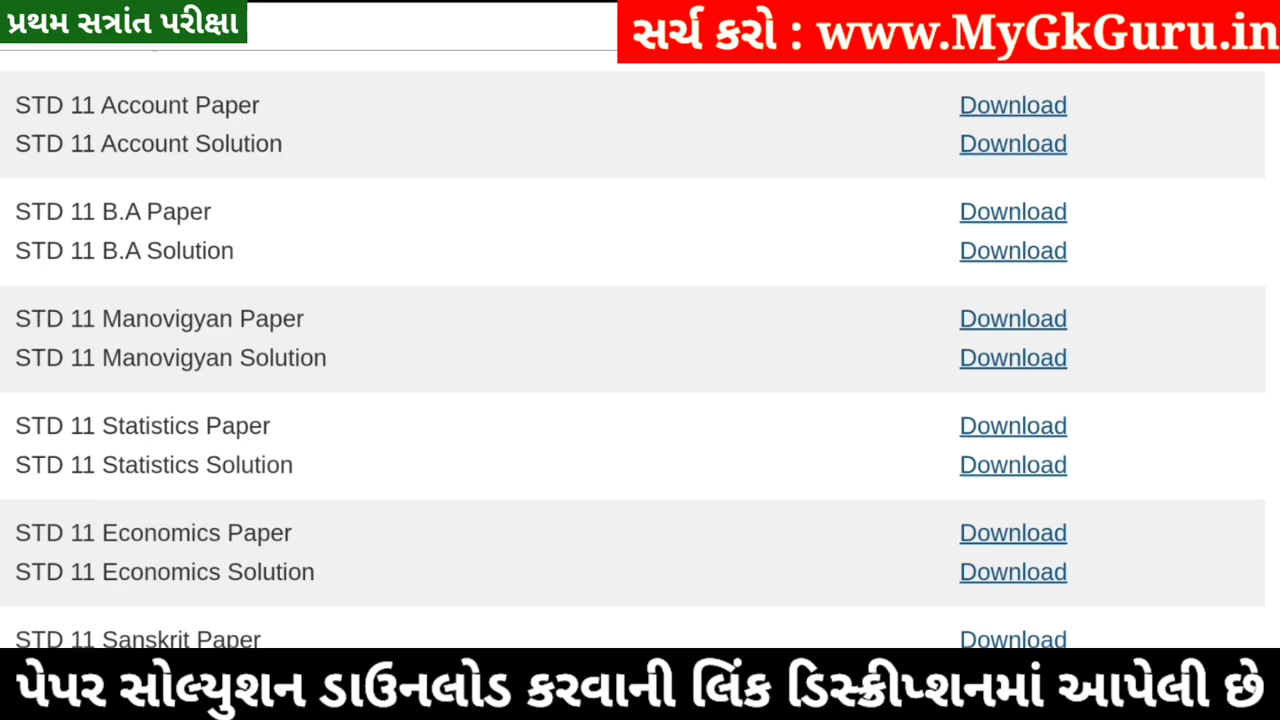 પ્રથમ સત્રાંત પરીક્ષા
સર્ચ કરો : www.MyGkGuru.in
STD 11 Account Paper Download
STD 11 Account Solution Download
STD 11 B.A Paper Download
STD 11 B.A Solution Download
STD 11 Manovigyan Paper Download
STD 11 Manovigyan Solution Download
STD 11 Statistics Paper Download
STD 11 Statistics Solution Download
STD 11 Economics Paper Download
STD 11 Economics Solution Download
STD 11 Sanskrit Paper Download
પેપર સોલ્યુશન ડાઉનલોડ કરવાની લિંક ડિસ્ક્રીપ્શનમાં આપેલી છે